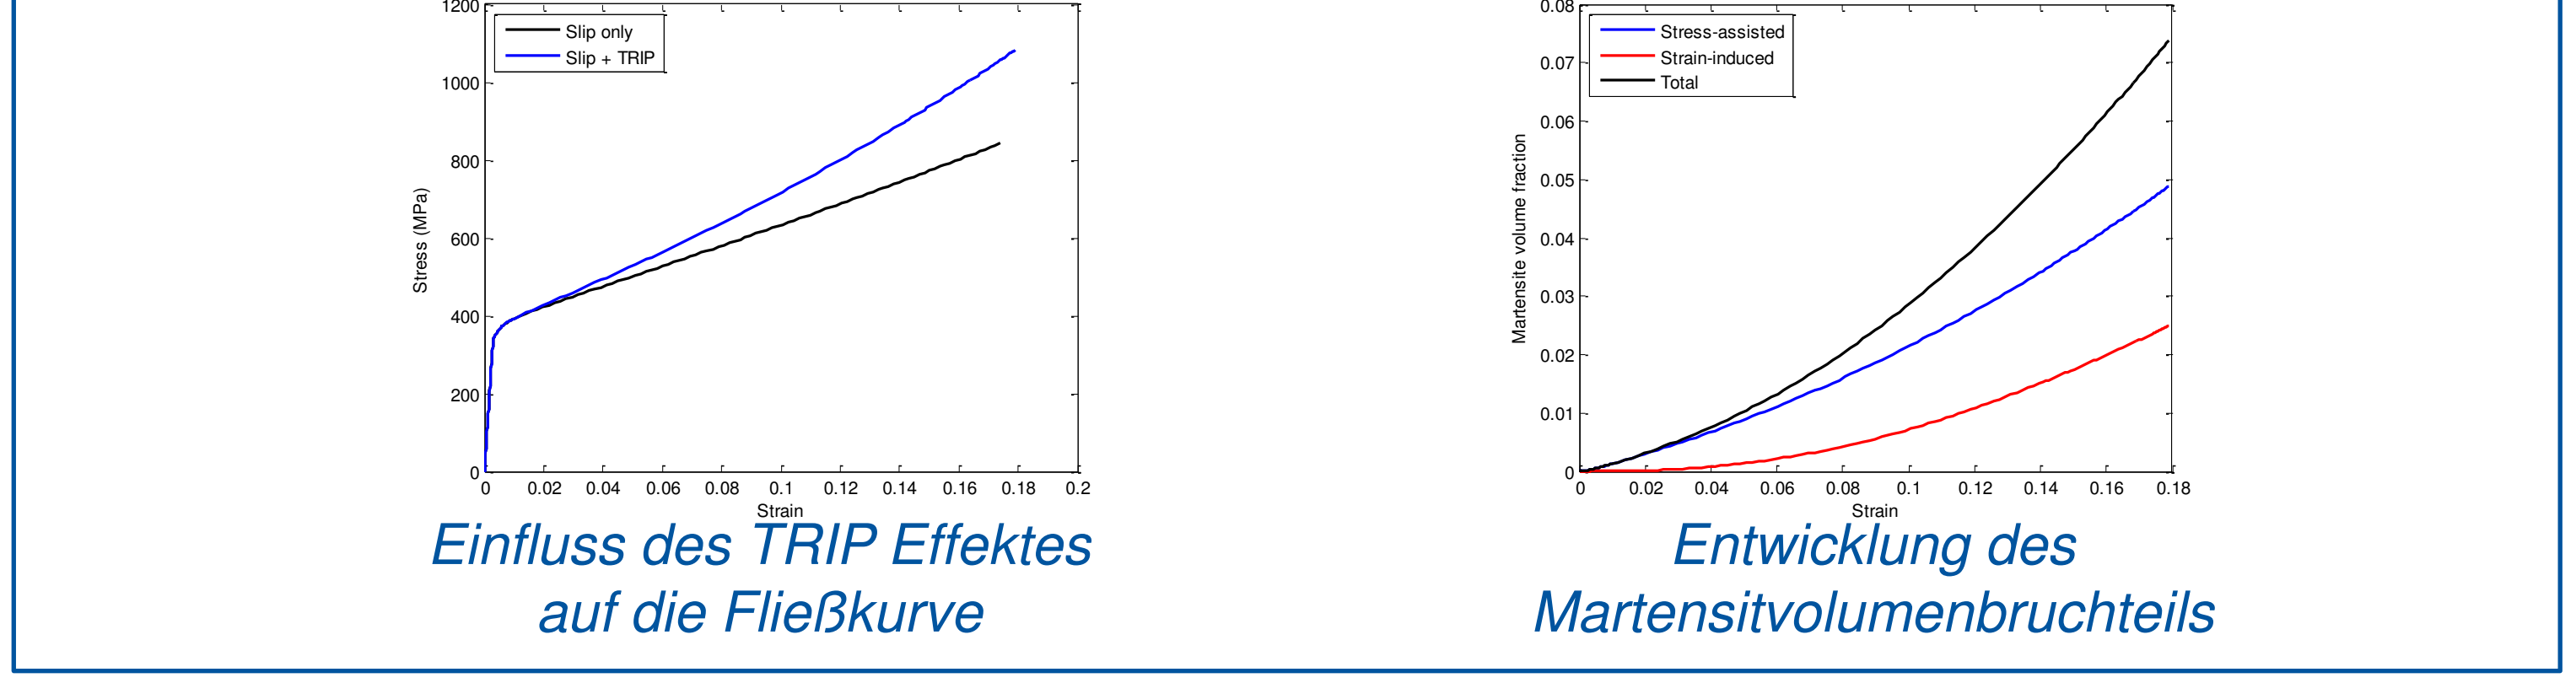 1200
1000
800
600
400
200
0
Stress (MPa)
Slip only
Slip + TRIP
0 0.02 0.04 0.06 0.08 0.1 0.12 0.14 0.16 0.18 0.2
Strain
Einfluss des TRIP Effektes
auf die Fließkurve
0.08
0.07
0.06
0.05
0.04
0.03
0.02
0.01
0
Martensite volume fraction
Stress-assisted
Strain-induced
Total
0 0.02 0.04 0.06 0.08 0.1 0.12 0.14 0.16 0.18
Strain
Entwicklung des
Martensitvolumenbruchteils